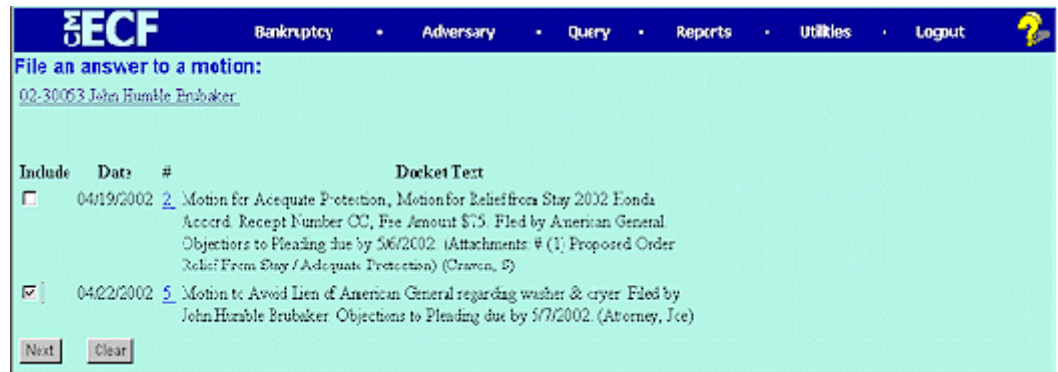 CM ECF Bankruptcy • Adversary • Query • Reports • Utilities • Logout ?
File an answer to a motion:
02-30053 John Humble Brubaker
Include Date # Docket Text
04/19/2002 2 Motion for Adequate Protection, Motion for Relief from Stay 2002 Honda
Accord. Receipt Number CC, Fee Amount $75. Filed by American General.
Objections to Pleading due by 5/6/2002. (Attachments: # (1) Proposed Order
Relief From Stay / Adequate Protection) (Craven, S)
04/22/2002 5 Motion to Avoid Lien of American General regarding washer & dryer Filed by
John Humble Brubaker. Objections to Pleading due by 5/7/2002. (Attorney, Joe)
Next Clear